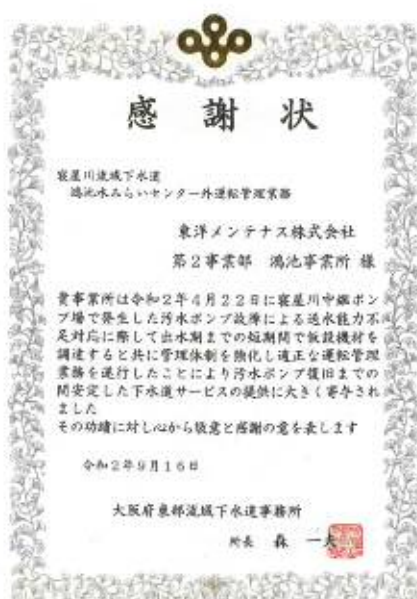 感謝状
寝屋川流域下水道
鴻池水みらいセンター外運転管理業務
東洋メンテナス株式会社
第2事業部 鴻池事業所 様
貴事業所は令和2年4月22日に寝屋川中継ポン
プ場で発生した汚水ポンプ故障による送水能力不
足対応に際して出水期までの短期間で仮設機材を
調達すると共に管理体制を強化し適正な運転管理
業務を遂行したことにより汚水ポンプ復旧までの
間安定した下水道サービスの提供に大きく寄与され
ました
その功績に対し心から敬意と感謝の意を表します
令和2年9月16日
大阪府東部流域下水道事務所
所長 森 一夫